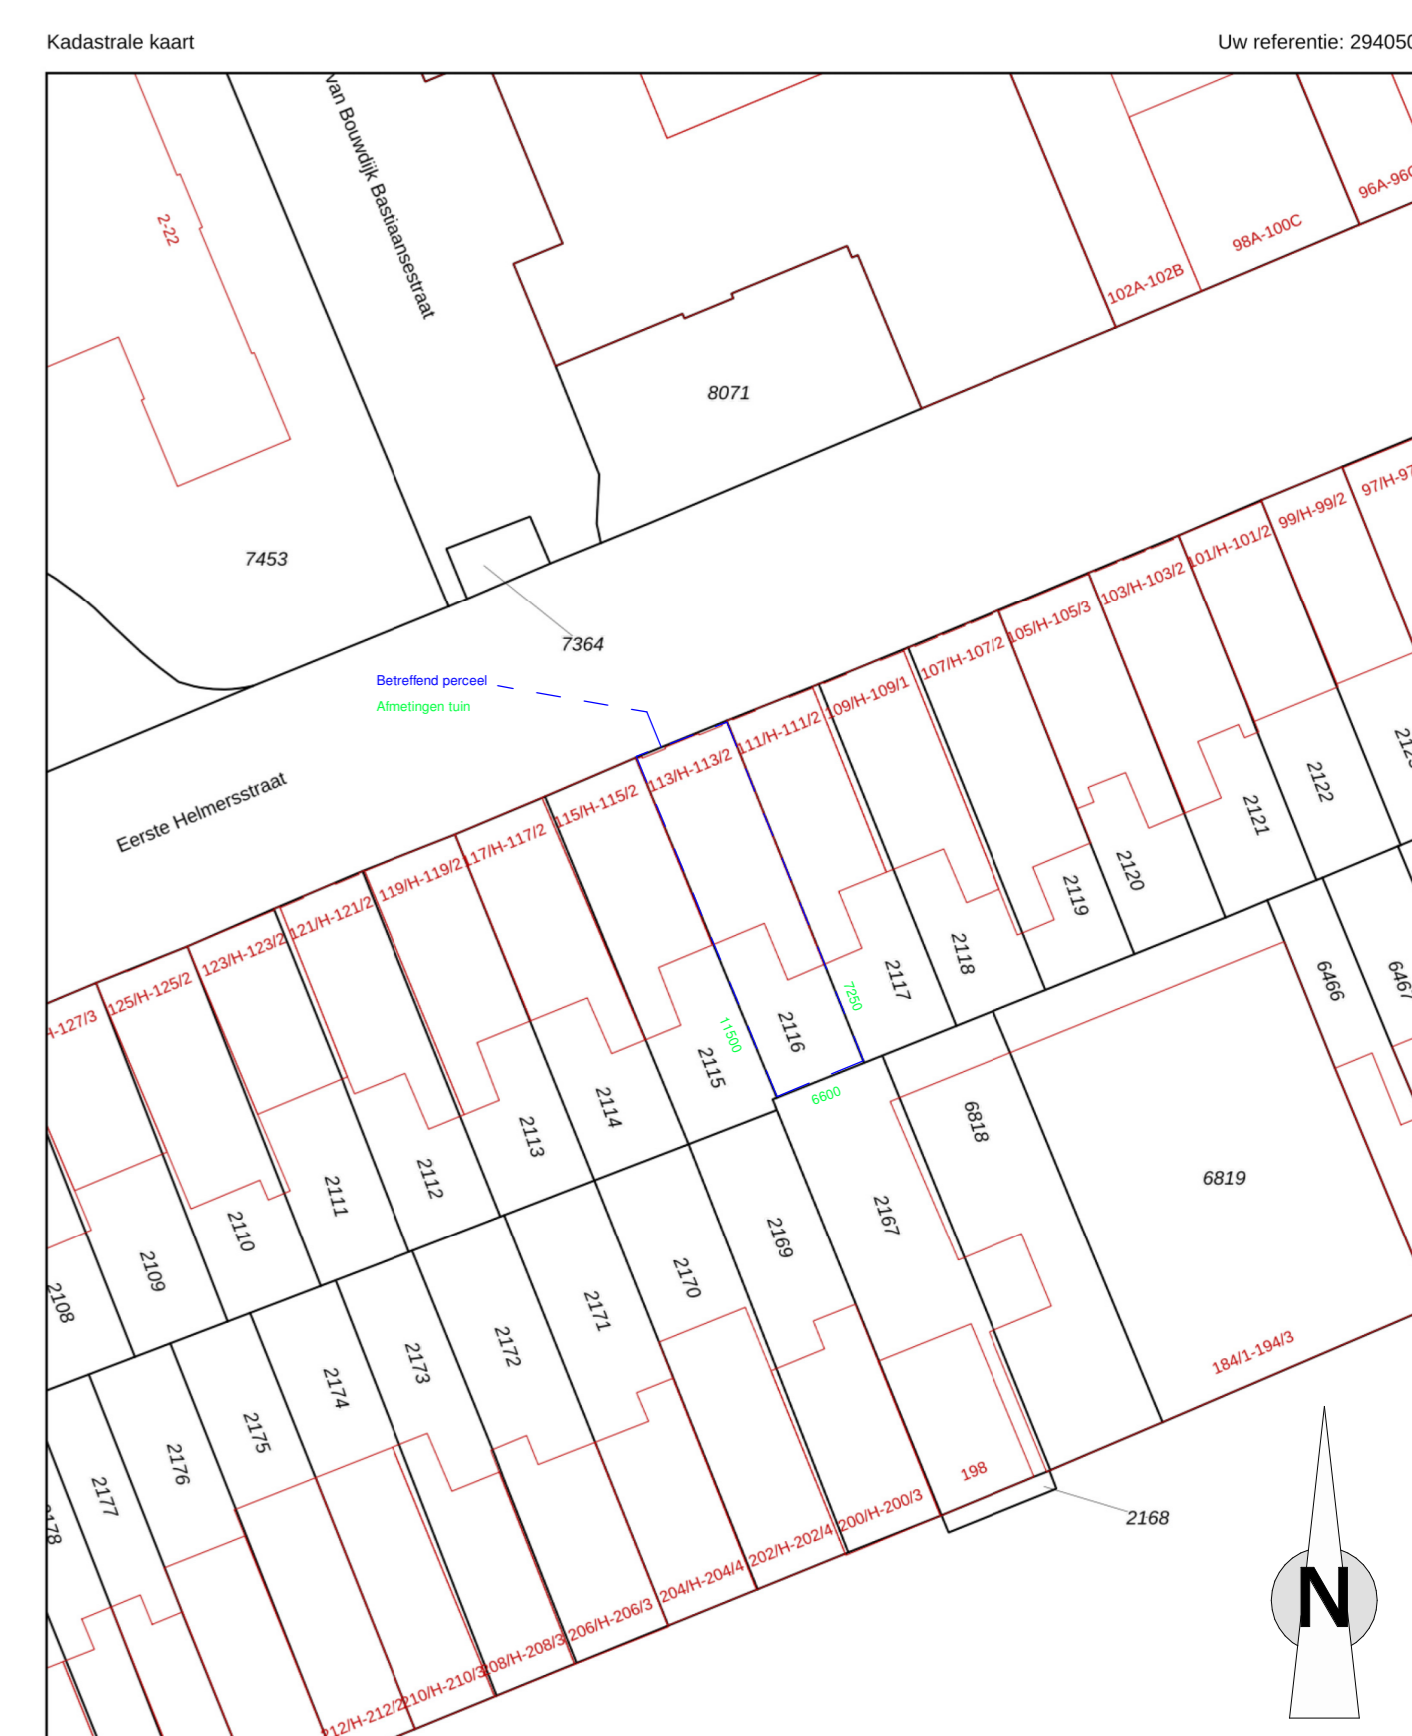 Kadastrale kaart
Uw referentie: 294050
van Bouwdijk Bastiaansestraat
2-22
96A-96C
98A-100C
102A-102B
8071
7453
7364
Betreffend perceel
Afmetingen tuin
Eerste Helmersstraat
97/H-97
99/H-99/2
101/H-101/2
103/H-103/2
105/H-105/3
107/H-107/2
109/H-109/1
111/H-111/2
113/H-113/2
115/H-115/2
117/H-117/2
119/H-119/2
121/H-121/2
123/H-123/2
125/H-125/2
H-127/3
2122
2121
2120
2119
2118
2117
2116
2115
2114
2113
2112
2111
2110
2109
2108
7250
11500
6600
6466
6467
6818
6819
2167
2169
2170
2171
2172
2173
2174
2175
2176
2177
2178
184/1-194/3
198
2168
200/H-200/3
202/H-202/4
204/H-204/4
206/H-206/3
208/H-208/3
210/H-210/3
212/H-212/2
N